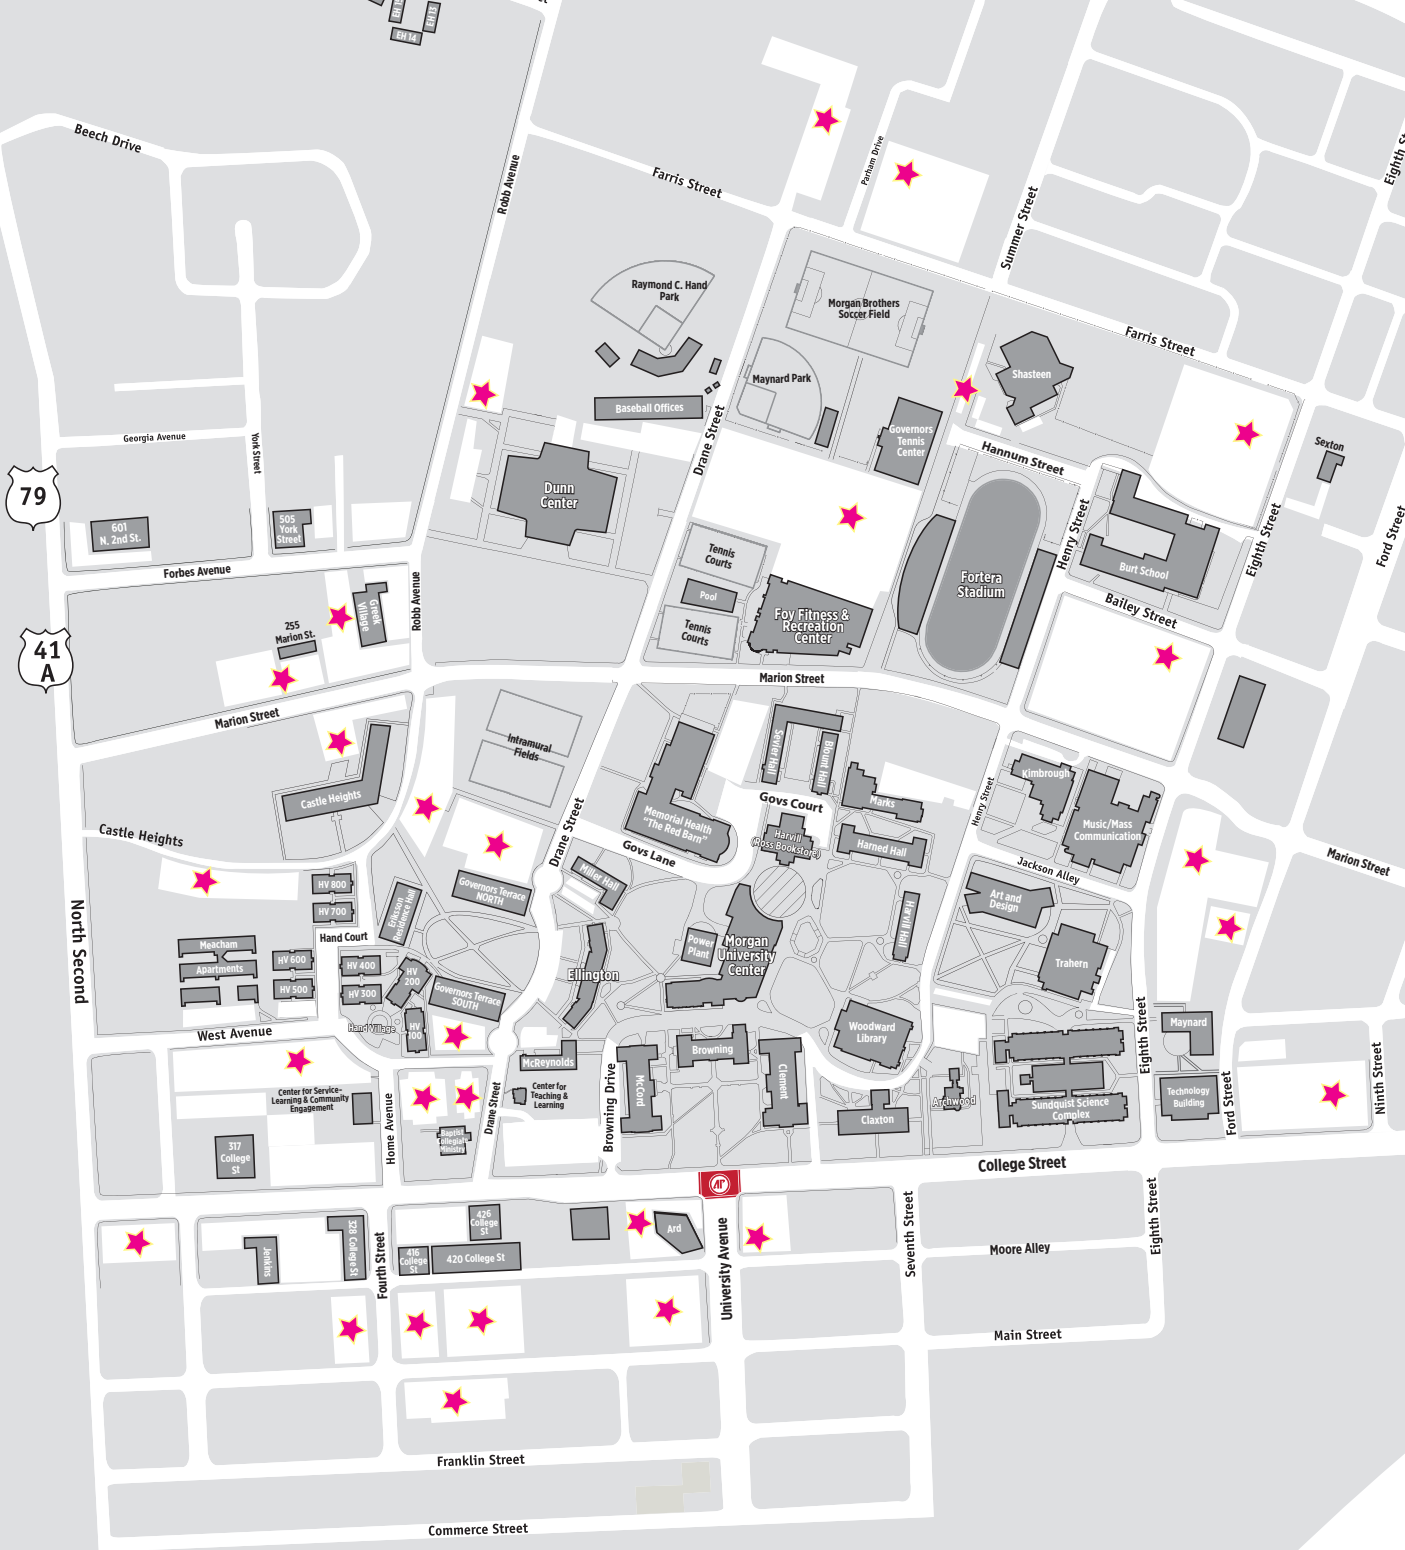 EH 14
Beech Drive
Robb Avenue
Farris Street
Parham Drive
Summer Street
Raymond C. Hand
Park
Morgan Brothers
Soccer Field
Farris Street
Shasteen
Maynard Park
Baseball Offices
Drane Street
Governors
Tennis
Center
Hannum Street
Sexton
Georgia Avenue
York Street
79
Dunn
Center
601
N. 2nd St.
505
York
Street
Forbes Avenue
Tennis
Courts
Pool
Tennis
Courts
Foy Fitness &
Recreation
Center
Fortera
Stadium
Henry Street
Burt School
Bailey Street
Eighth Street
Ford Street
Greek
Village
Robb Avenue
255
Marion St.
41
A
Marion Street
Marion Street
Intramural
Fields
Castle Heights
Castle Heights
Drane Street
Memorial Health
"The Red Barn"
Govs Lane
Sevier Hall
Blount Hall
Govs Court
Marks
Harvill
(Ross Bookstore)
Harned Hall
Henry Street
Kimbrough
Music/Mass
Communication
Jackson Alley
Marion Street
HV 800
HV 700
Hand Court
Eriksson
Residence Hall
Governors Terrace
NORTH
Miller Hall
Art and
Design
Harvill Hall
Meacham
Apartments
HV 600
HV 500
HV 400
HV 300
HV
200
Governors Terrace
SOUTH
Ellington
Power
Plant
Morgan
University
Center
Trahern
North Second
West Avenue
Hand Village
HV
100
Woodward
Library
Eighth Street
Maynard
McReynolds
Browning
McCord
Clement
Center for Service-
Learning & Community
Engagement
Center for
Teaching &
Learning
Drane Street
Browning Drive
Home Avenue
Baptist
Collegiate
Ministry
Claxton
Archwood
Sundquist Science
Complex
Technology
Building
Ford Street
Ninth Street
317
College
St
College Street
426
College
St
Ard
Jenkins
328 College St
Fourth Street
416
College
St
420 College St
University Avenue
Seventh Street
Moore Alley
Eighth Street
Main Street
Franklin Street
Commerce Street